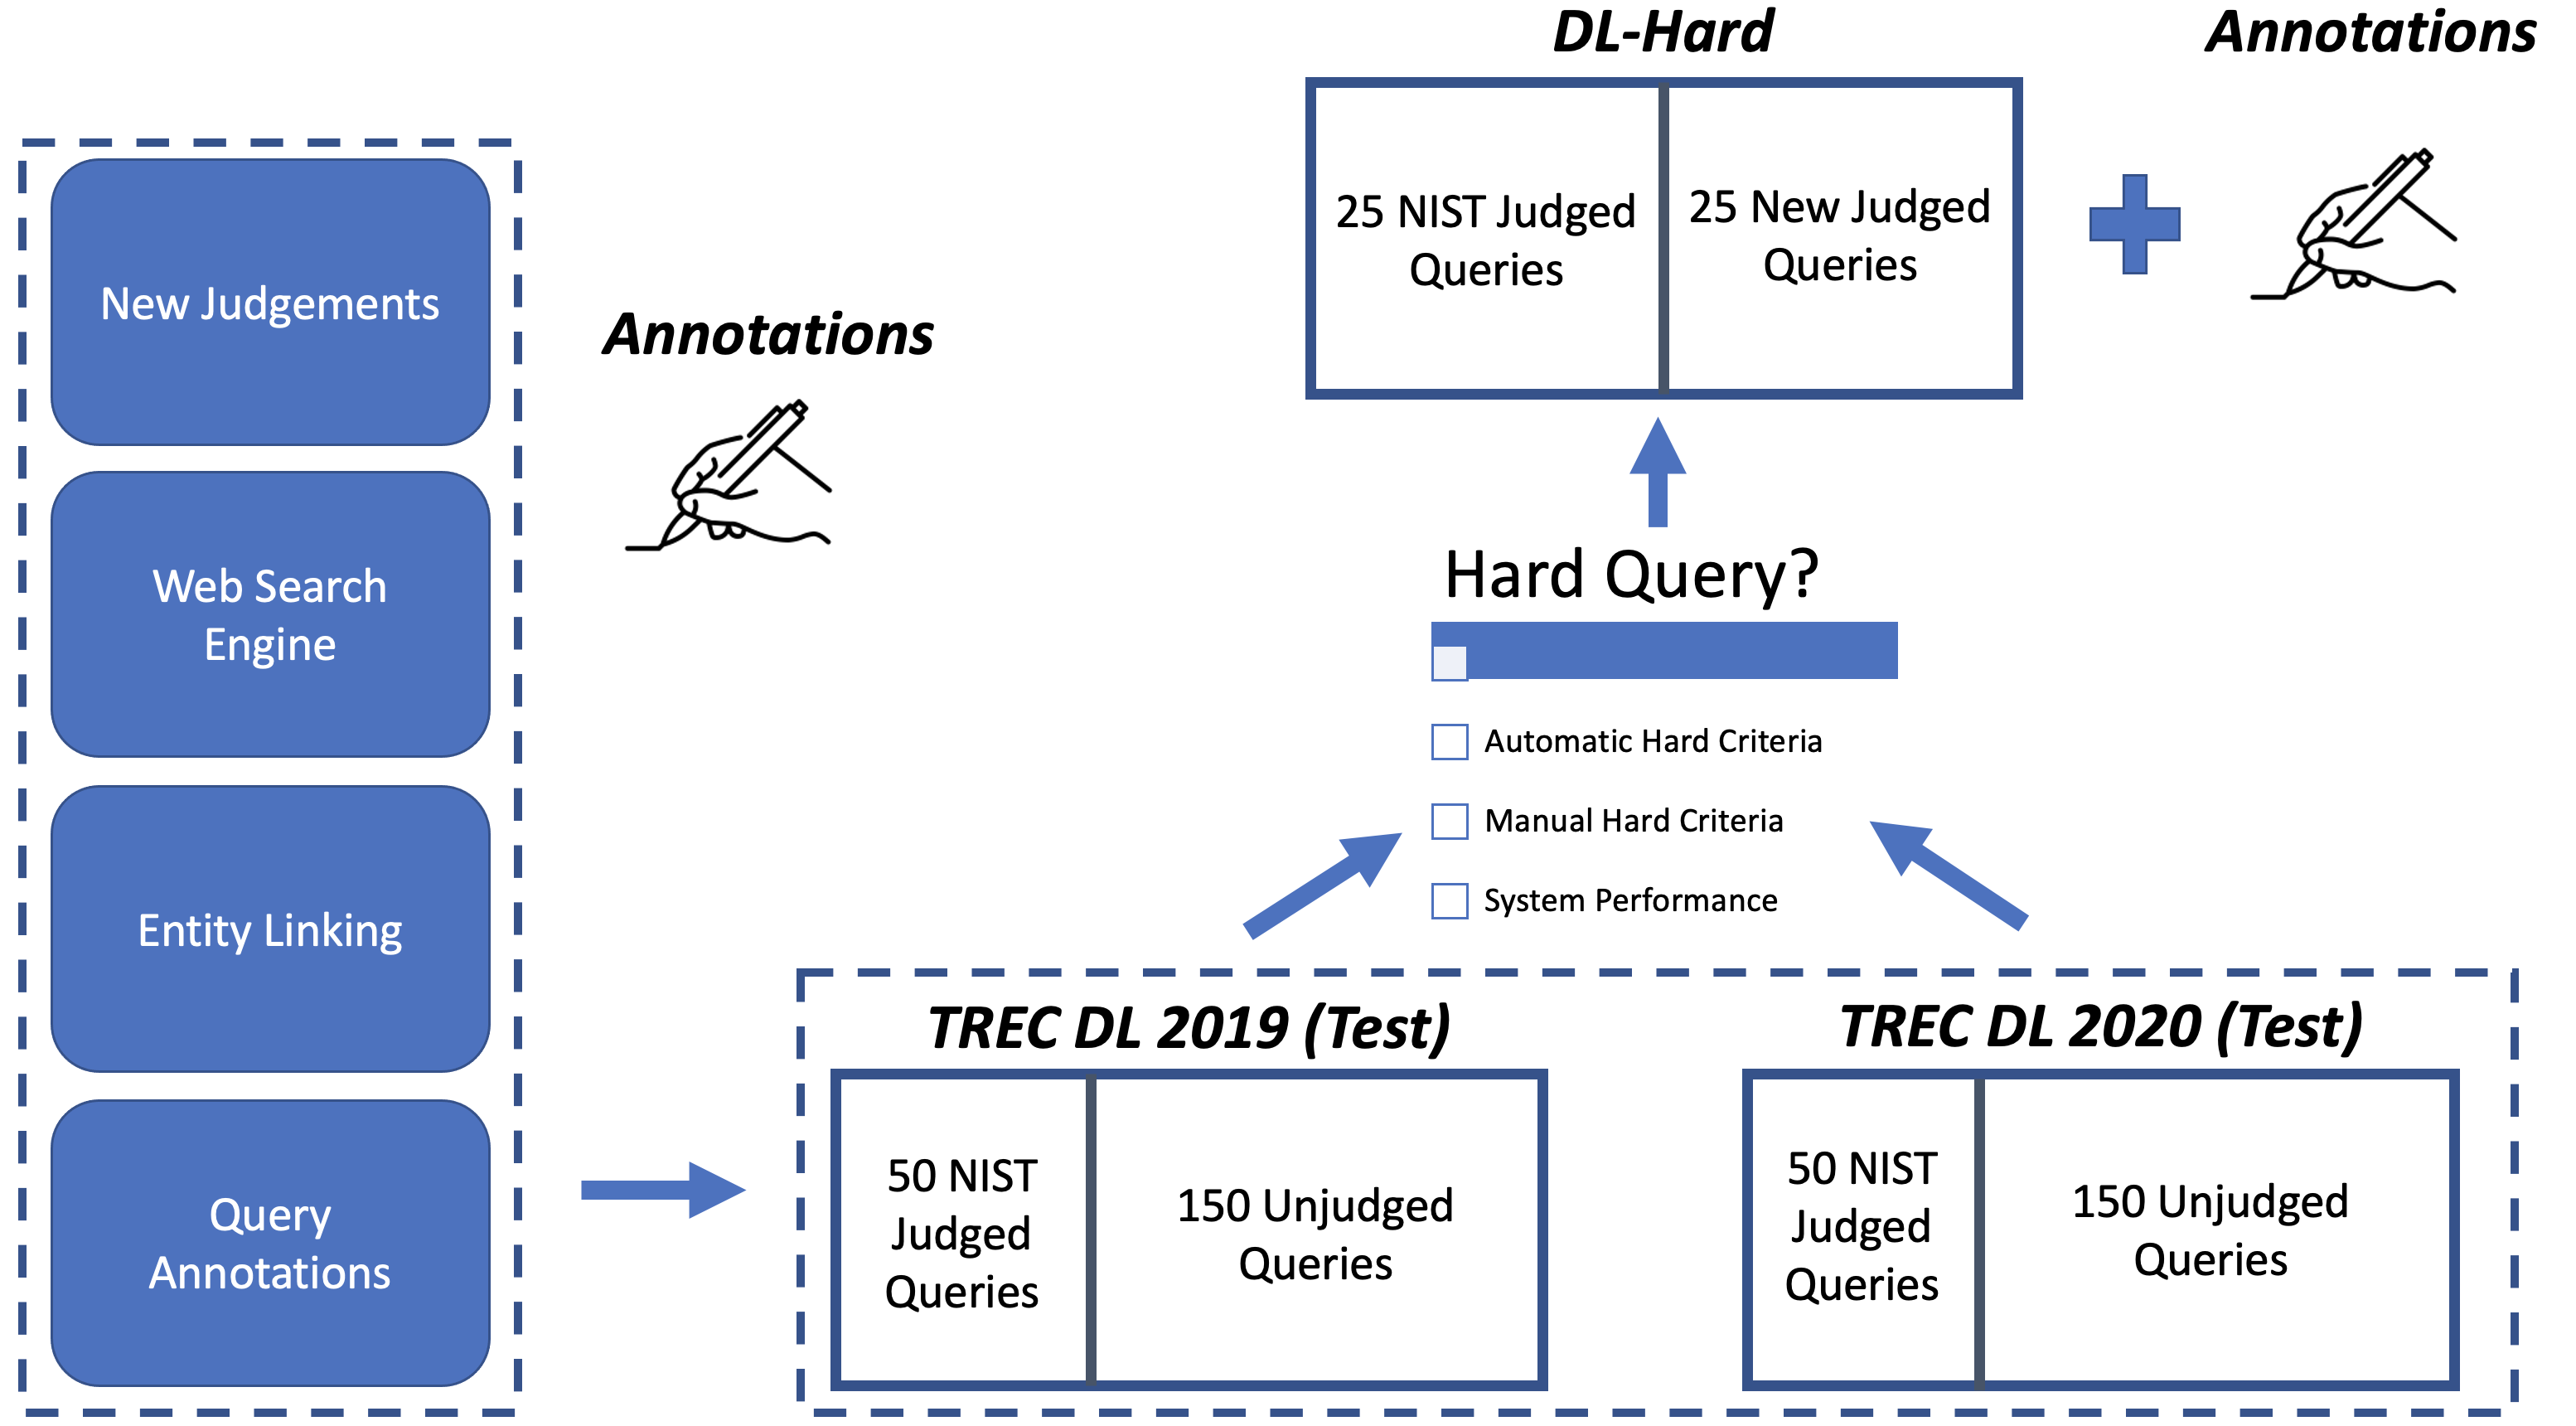 DL-Hard
Annotations
25 NIST Judged
Queries
25 New Judged
Queries
New Judgements
Web Search
Engine
Entity Linking
Query
Annotations
Annotations
Hard Query?
Automatic Hard Criteria
Manual Hard Criteria
System Performance
TREC DL 2019 (Test)
50 NIST
Judged
Queries
150 Unjudged
Queries
TREC DL 2020 (Test)
50 NIST
Judged
Queries
150 Unjudged
Queries